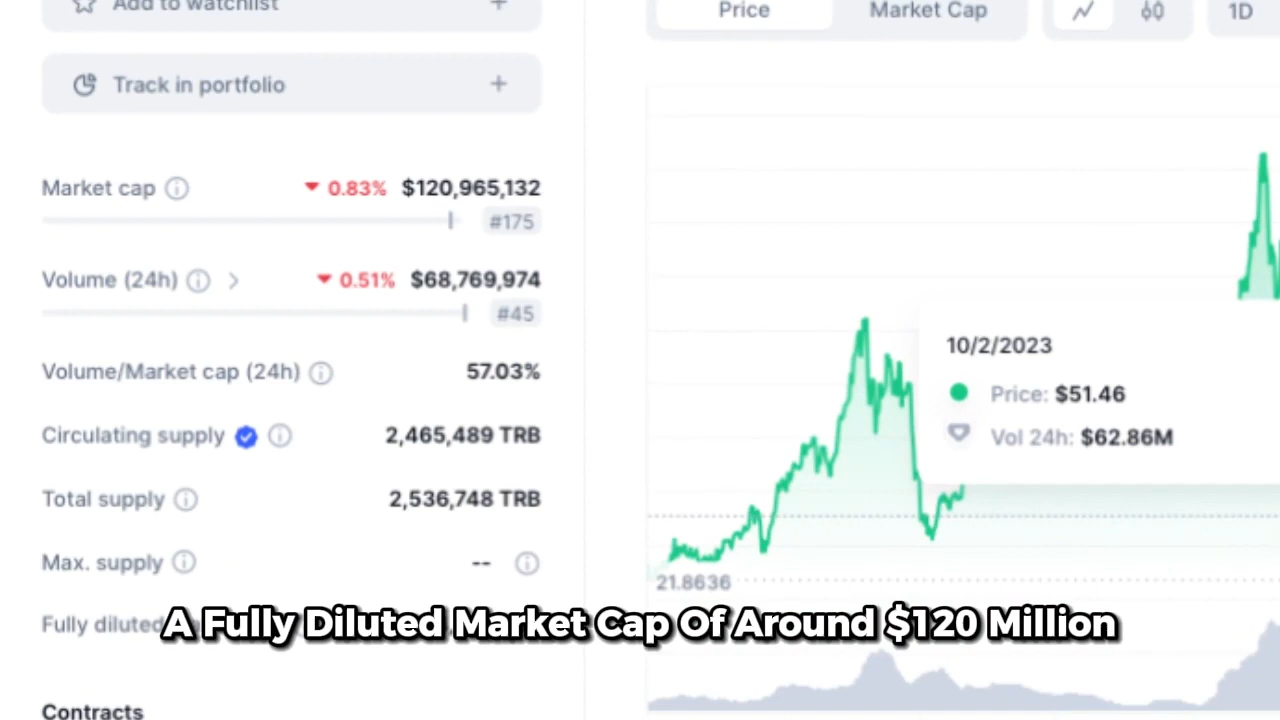 Add to watchlist +
Track in portfolio +
Market cap 0.83% $120,965,132
#175
Volume (24h) > 0.51% $68,769,974
#45
Volume/Market cap (24h) 57.03%
Circulating supply 2,465,489 TRB
Total supply 2,536,748 TRB
Max. supply --
Fully diluted
Contracts
Price Market Cap 1D
10/2/2023
Price: $51.46
Vol 24h: $62.86M
21.8636
A Fully Diluted Market Cap Of Around $120 Million